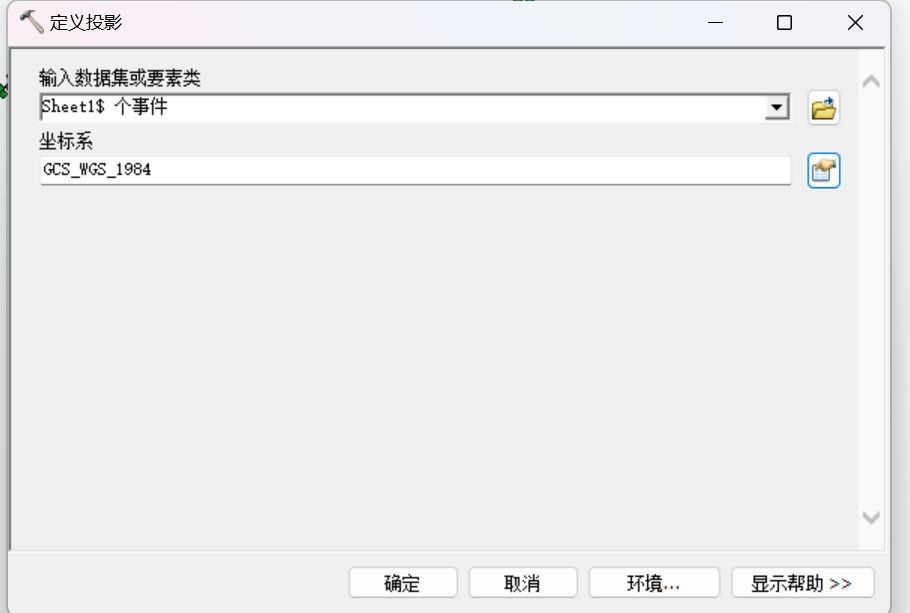 定义投影
输入数据集或要素类
Sheet1$ 个事件
坐标系
GCS_WGS_1984
确定
取消
环境...
显示帮助 >>